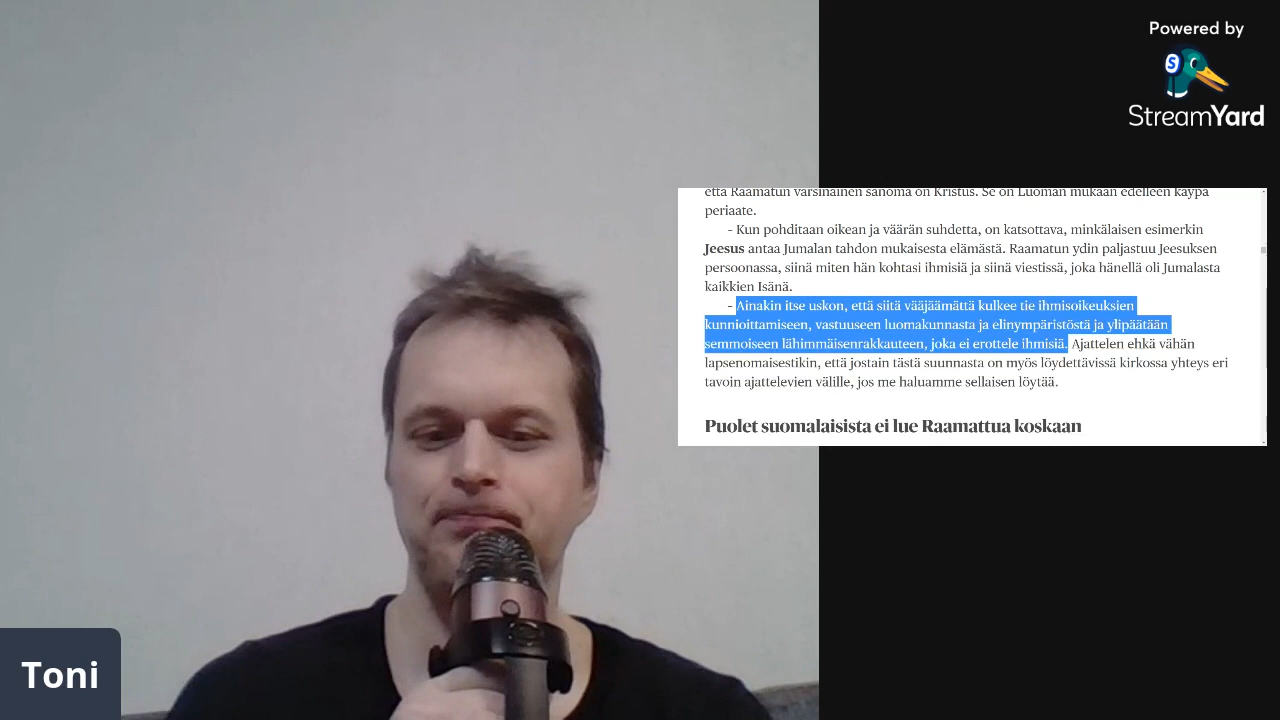 Powered by
StreamYard
että Raamatun varsinainen sanoma on Kristus. Se on Luoman mukaan edelleen käypä
periaate.
– Kun pohditaan oikean ja väärän suhdetta, on katsottava, minkälaisen esimerkin
Jeesus antaa Jumalan tahdon mukaisesta elämästä. Raamatun ydin paljastuu Jeesuksen
persoonassa, siinä miten hän kohtasi ihmisiä ja siinä viestissä, joka hänellä oli Jumalasta
kaikkien Isänä.
– Ainakin itse uskon, että siitä vääjäämättä kulkee tie ihmisoikeuksien
kunnioittamiseen, vastuuseen luomakunnasta ja elinympäristöstä ja ylipäätään
semmoiseen lähimmäisenrakkauteen, joka ei erottele ihmisiä. Ajattelen ehkä vähän
lapsenomaisestikin, että jostain tästä suunnasta on myös löydettävissä kirkossa yhteys eri
tavoin ajattelevien välille, jos me haluamme sellaisen löytää.
Puolet suomalaisista ei lue Raamattua koskaan
Toni